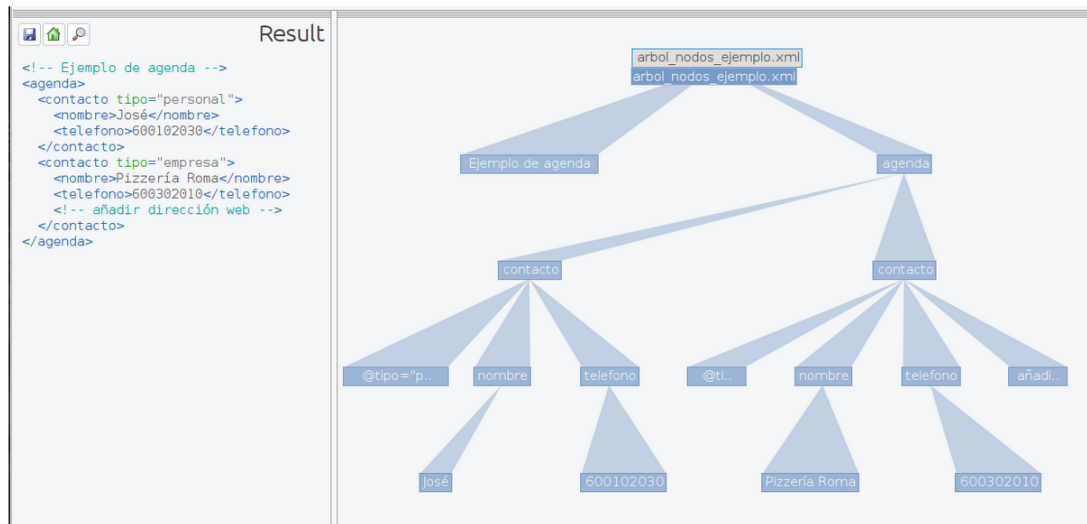 Result
<!-- Ejemplo de agenda -->
<agenda>
<contacto tipo="personal">
<nombre>José</nombre>
<telefono>600102030</telefono>
</contacto>
<contacto tipo="empresa">
<nombre>Pizzería Roma</nombre>
<telefono>600302010</telefono>
<!-- añadir dirección web -->
</contacto>
</agenda>
arbol_nodos_ejemplo.xml
arbol_nodos_ejemplo.xml
Ejemplo de agenda agenda
contacto contacto
@tipo="p.. nombre telefono @ti.. nombre telefono añadi..
José 600102030 Pizzería Roma 600302010